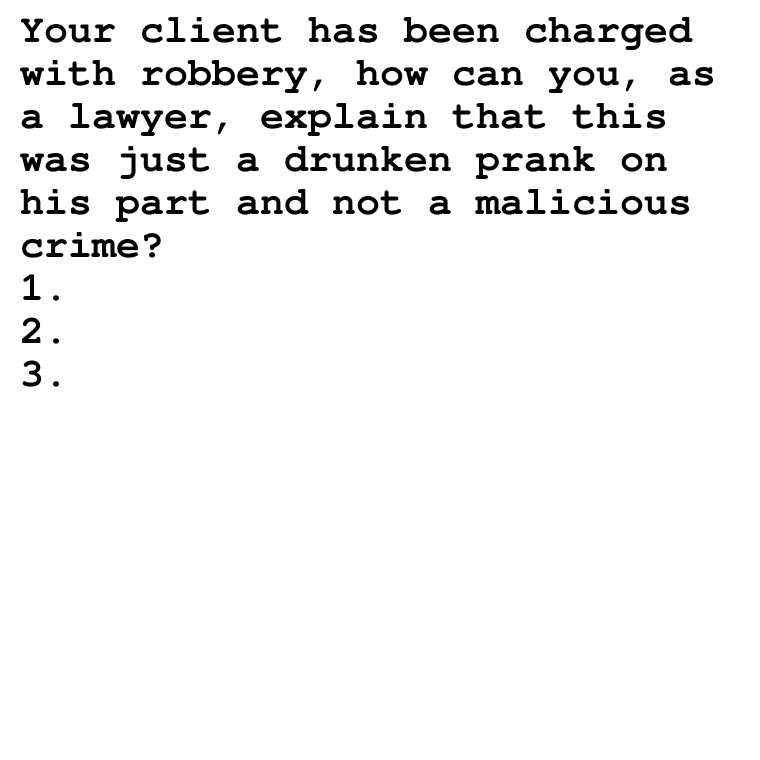 Your client has been charged
with robbery, how can you, as
a lawyer, explain that this
was just a drunken prank on
his part and not a malicious
crime?
1.
2.
3.